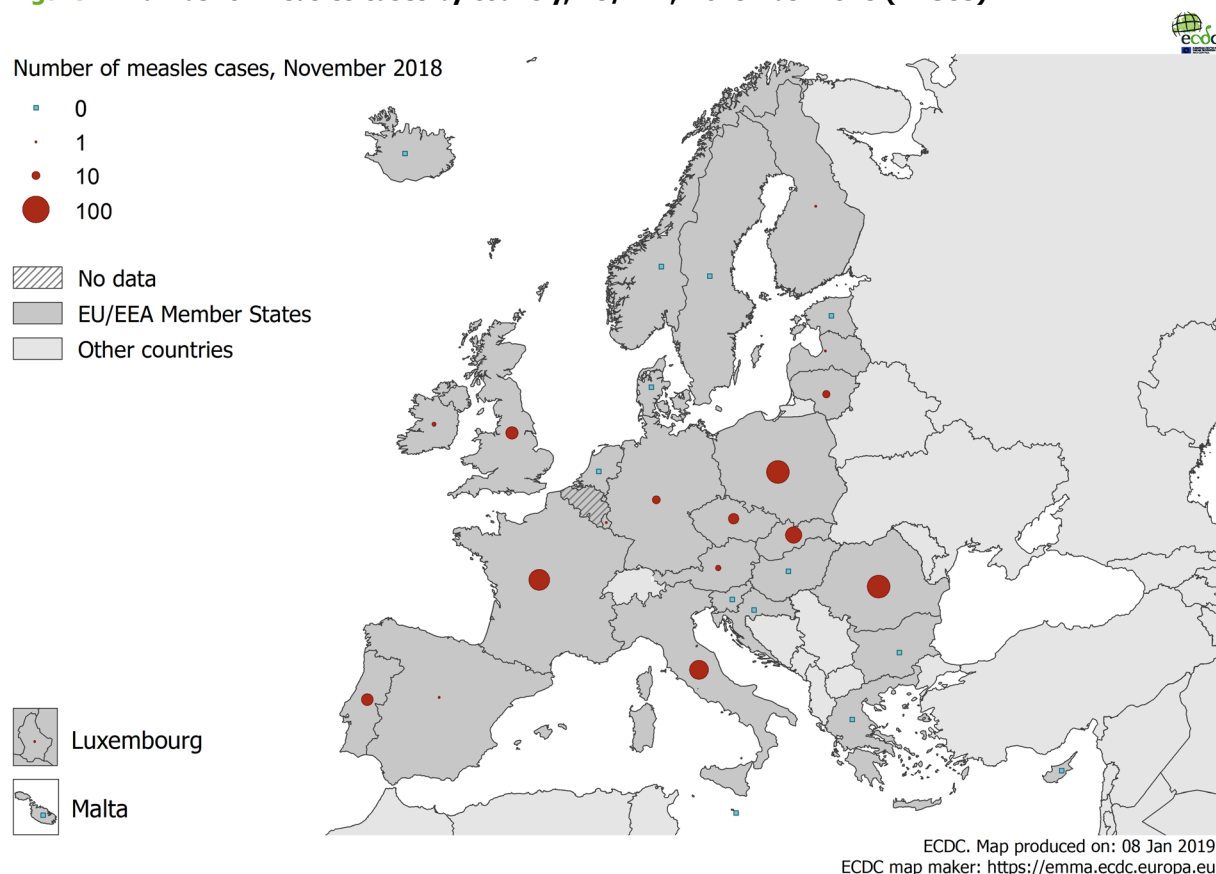 Number of measles cases, November 2018
0
1
10
100
No data
EU/EEA Member States
Other countries
Luxembourg
Malta
ecdc
ECDC. Map produced on: 08 Jan 2019
ECDC map maker: https://emma.ecdc.europa.eu